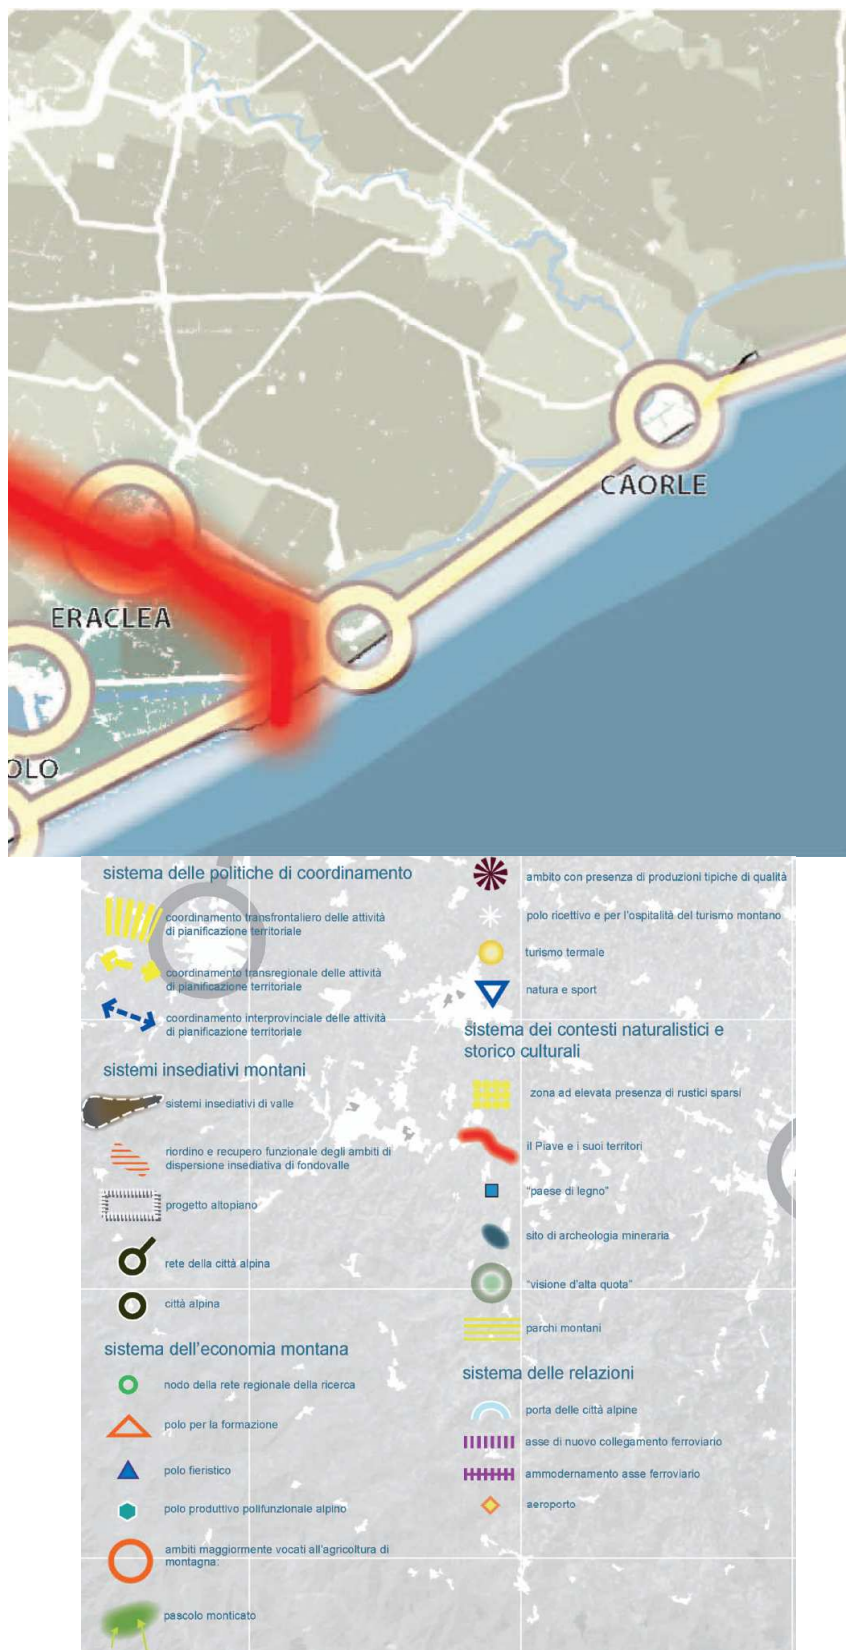 CAORLE
ERACLEA
OLO
sistema delle politiche di coordinamento
coordinamento transfrontaliero delle attività
di pianificazione territoriale
coordinamento transregionale delle attività
di pianificazione territoriale
coordinamento interprovinciale delle attività
di pianificazione territoriale
sistemi insediativi montani
sistemi insediativi di valle
riordino e recupero funzionale degli ambiti di
dispersione insediativa di fondovalle
progetto altopiano
rete della città alpina
città alpina
sistema dell'economia montana
nodo della rete regionale della ricerca
polo per la formazione
polo fieristico
polo produttivo polifunzionale alpino
ambiti maggiormente vocati all'agricoltura di
montagna:
pascolo monticato
ambito con presenza di produzioni tipiche di qualità
polo ricettivo e per l'ospitalità del turismo montano
turismo termale
natura e sport
sistema dei contesti naturalistici e
storico culturali
zona ad elevata presenza di rustici sparsi
il Piave e i suoi territori
"paese di legno"
sito di archeologia mineraria
"visione d'alta quota"
parchi montani
sistema delle relazioni
porta delle città alpine
asse di nuovo collegamento ferroviario
ammodernamento asse ferroviario
aeroporto